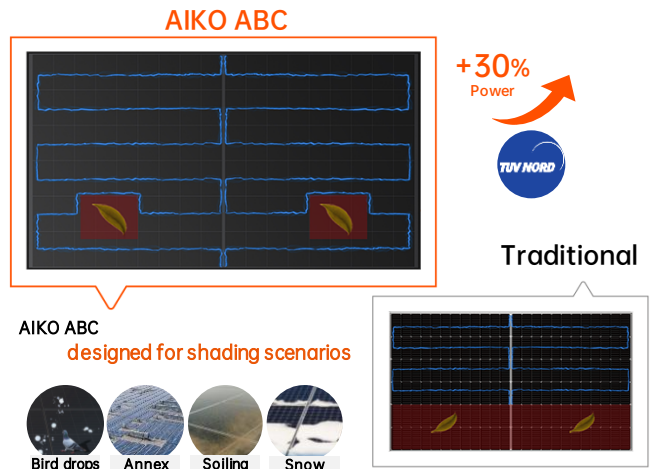 AIKO ABC
+30%
Power
TUV NORD
Traditional
AIKO ABC
designed for shading scenarios
Bird drops
Annex
Soiling
Snow